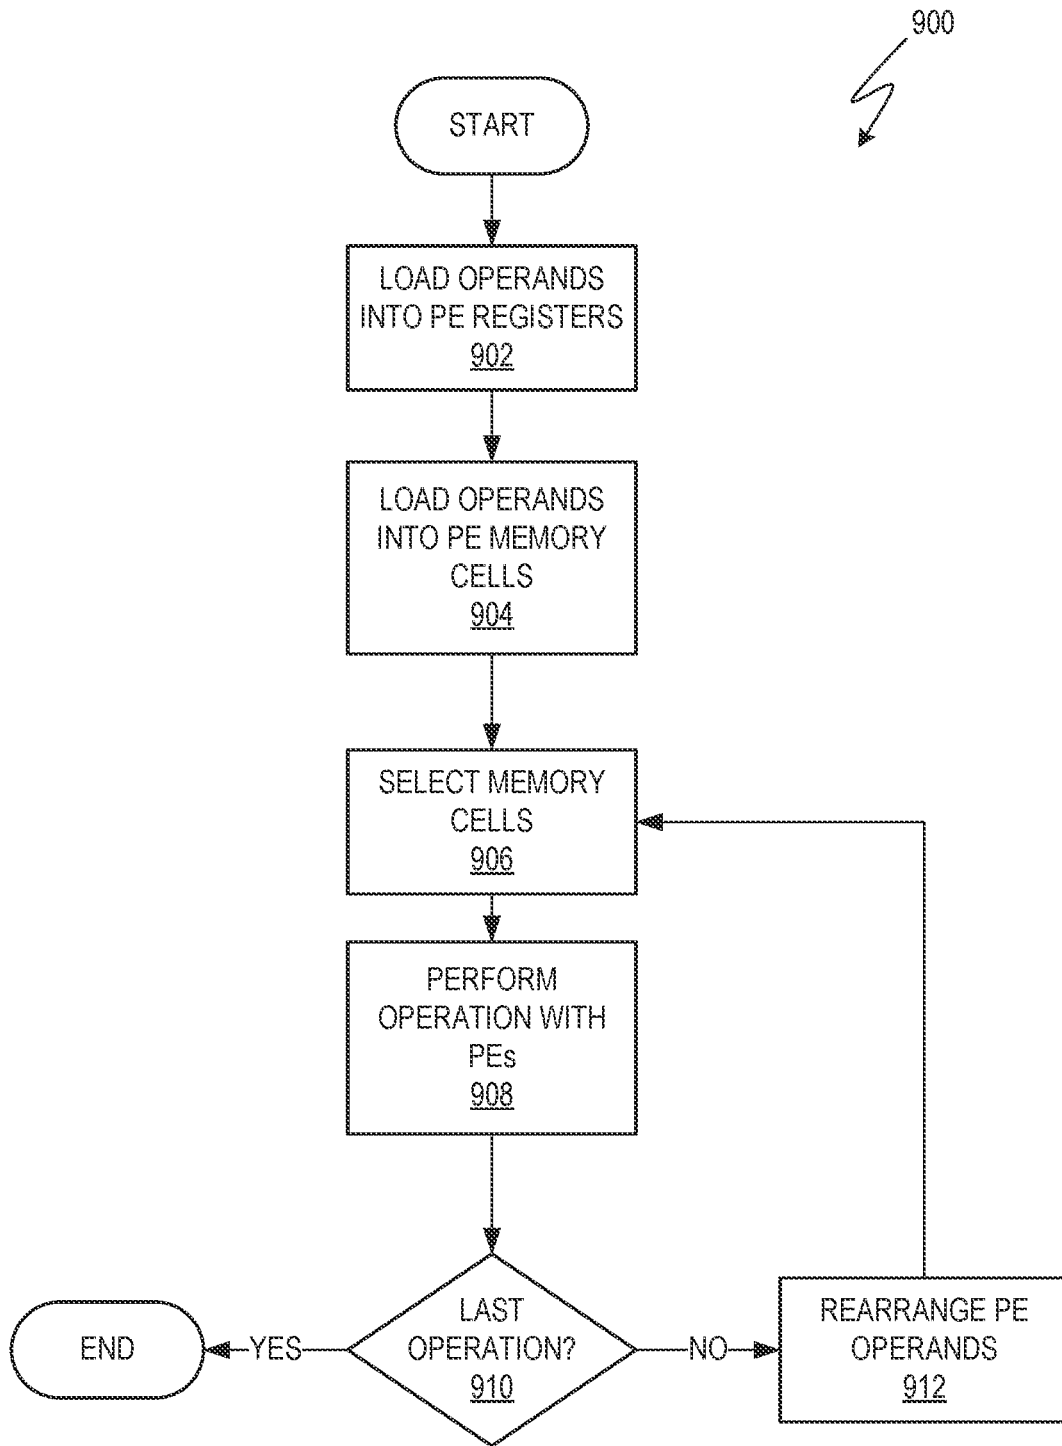 900
START
LOAD OPERANDS
INTO PE REGISTERS
902
LOAD OPERANDS
INTO PE MEMORY
CELLS
904
SELECT MEMORY
CELLS
906
PERFORM
OPERATION WITH
PEs
908
LAST
OPERATION?
910
YES
END
NO
REARRANGE PE
OPERANDS
912